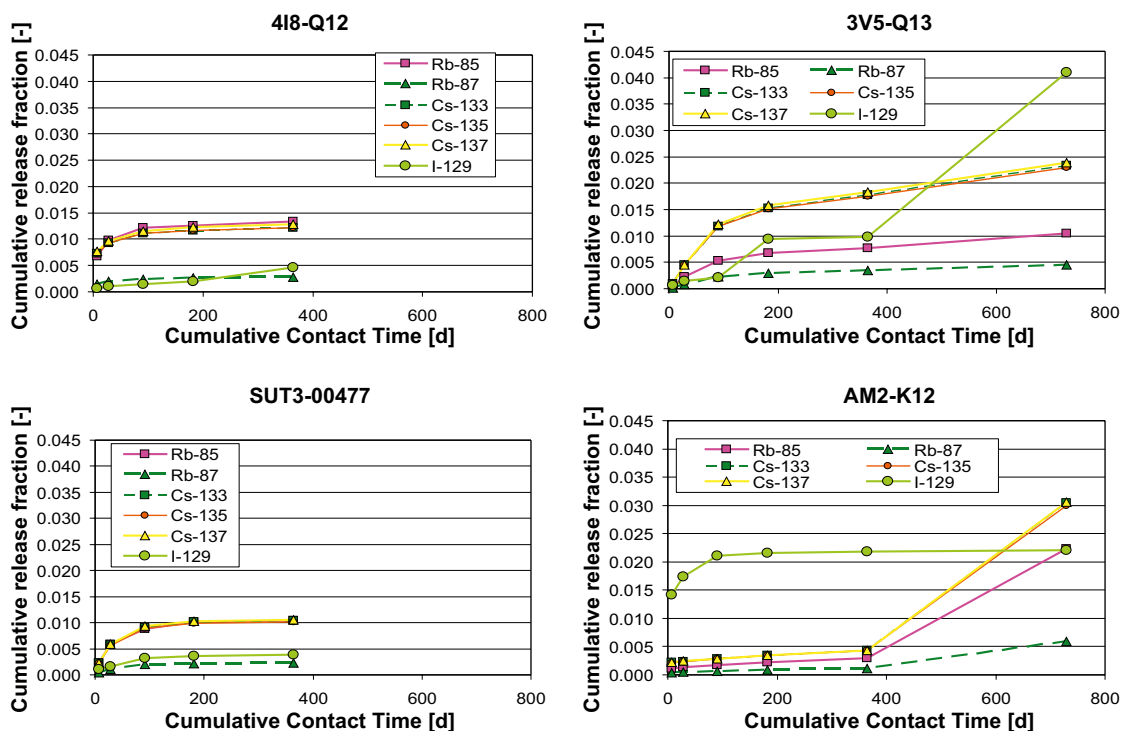 4I8-Q12
Cumulative release fraction [-]
0.045
0.040
0.035
0.030
0.025
0.020
0.015
0.010
0.005
0.000
Rb-85
Rb-87
Cs-133
Cs-135
Cs-137
I-129
0 200 400 600 800
Cumulative Contact Time [d]
3V5-Q13
Cumulative release fraction [-]
0.045
0.040
0.035
0.030
0.025
0.020
0.015
0.010
0.005
0.000
Rb-85 Rb-87
Cs-133 Cs-135
Cs-137 I-129
0 200 400 600 800
Cumulative Contact Time [d]
SUT3-00477
Cumulative release fraction [-]
0.045
0.040
0.035
0.030
0.025
0.020
0.015
0.010
0.005
0.000
Rb-85
Rb-87
Cs-133
Cs-135
Cs-137
I-129
0 200 400 600 800
Cumulative Contact Time [d]
AM2-K12
Cumulative release fraction [-]
0.045
0.040
0.035
0.030
0.025
0.020
0.015
0.010
0.005
0.000
Rb-85 Rb-87
Cs-133 Cs-135
Cs-137 I-129
0 200 400 600 800
Cumulative Contact Time [d]